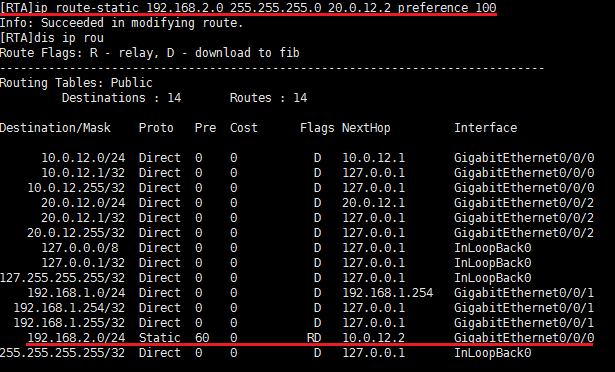 [RTA]ip route-static 192.168.2.0 255.255.255.0 20.0.12.2 preference 100
Info: Succeeded in modifying route.
[RTA]dis ip rou
Route Flags: R - relay, D - download to fib
------------------------------------------------------------------------------
Routing Tables: Public
         Destinations : 14       Routes : 14

Destination/Mask    Proto  Pre  Cost      Flags NextHop         Interface

      10.0.12.0/24  Direct  0    0           D  10.0.12.1       GigabitEthernet0/0/0
      10.0.12.1/32  Direct  0    0           D  127.0.0.1       GigabitEthernet0/0/0
    10.0.12.255/32  Direct  0    0           D  127.0.0.1       GigabitEthernet0/0/0
      20.0.12.0/24  Direct  0    0           D  20.0.12.1       GigabitEthernet0/0/2
      20.0.12.1/32  Direct  0    0           D  127.0.0.1       GigabitEthernet0/0/2
    20.0.12.255/32  Direct  0    0           D  127.0.0.1       GigabitEthernet0/0/2
      127.0.0.0/8   Direct  0    0           D  127.0.0.1       InLoopBack0
      127.0.0.1/32  Direct  0    0           D  127.0.0.1       InLoopBack0
127.255.255.255/32  Direct  0    0           D  127.0.0.1       InLoopBack0
    192.168.1.0/24  Direct  0    0           D  192.168.1.254   GigabitEthernet0/0/1
  192.168.1.254/32  Direct  0    0           D  127.0.0.1       GigabitEthernet0/0/1
  192.168.1.255/32  Direct  0    0           D  127.0.0.1       GigabitEthernet0/0/1
    192.168.2.0/24  Static  60   0          RD  10.0.12.2       GigabitEthernet0/0/0
255.255.255.255/32  Direct  0    0           D  127.0.0.1       InLoopBack0